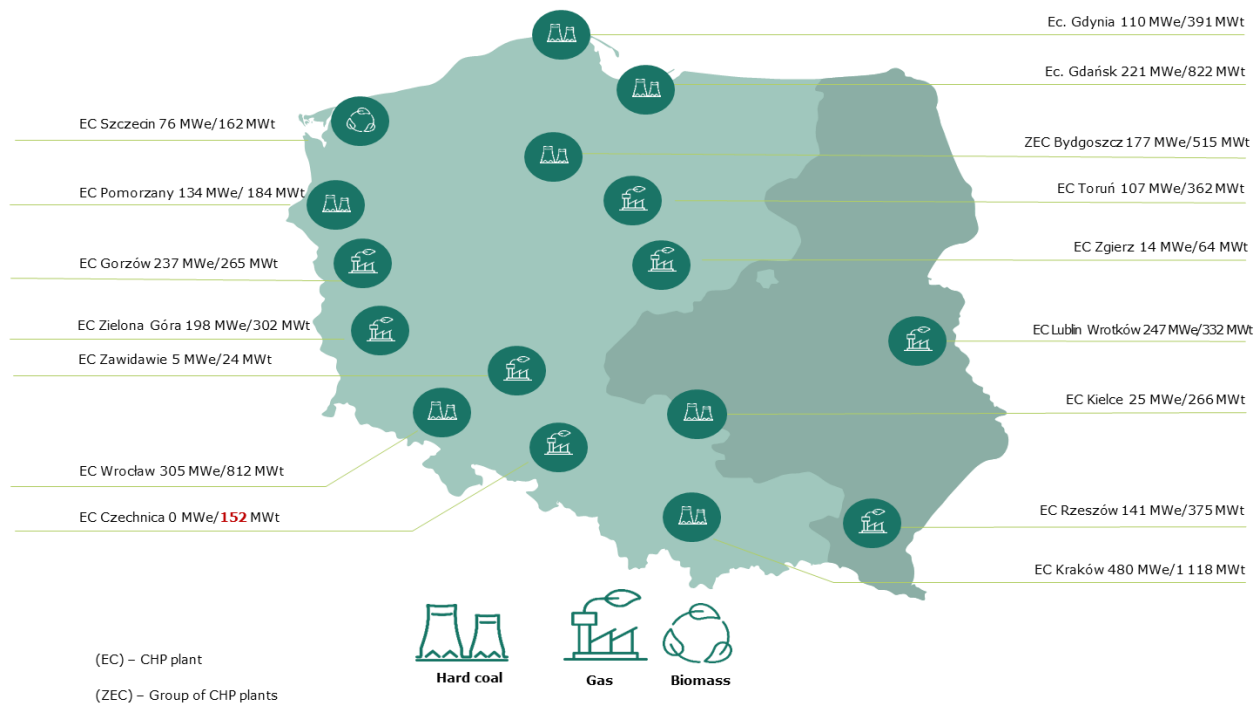 Ec. Gdynia 110 MWe/391 MWt
Ec. Gdańsk 221 MWe/822 MWt
EC Szczecin 76 MWe/162 MWt
ZEC Bydgoszcz 177 MWe/515 MWt
EC Pomorzany 134 MWe/ 184 MWt
EC Toruń 107 MWe/362 MWt
EC Zgierz 14 MWe/64 MWt
EC Gorzów 237 MWe/265 MWt
EC Zielona Góra 198 MWe/302 MWt
EC Lublin Wrotków 247 MWe/332 MWt
EC Zawidawie 5 MWe/24 MWt
EC Kielce 25 MWe/266 MWt
EC Wrocław 305 MWe/812 MWt
EC Czechnica 0 MWe/152 MWt
EC Rzeszów 141 MWe/375 MWt
EC Kraków 480 MWe/1 118 MWt
Hard coal
Gas
Biomass
(EC) – CHP plant
(ZEC) – Group of CHP plants